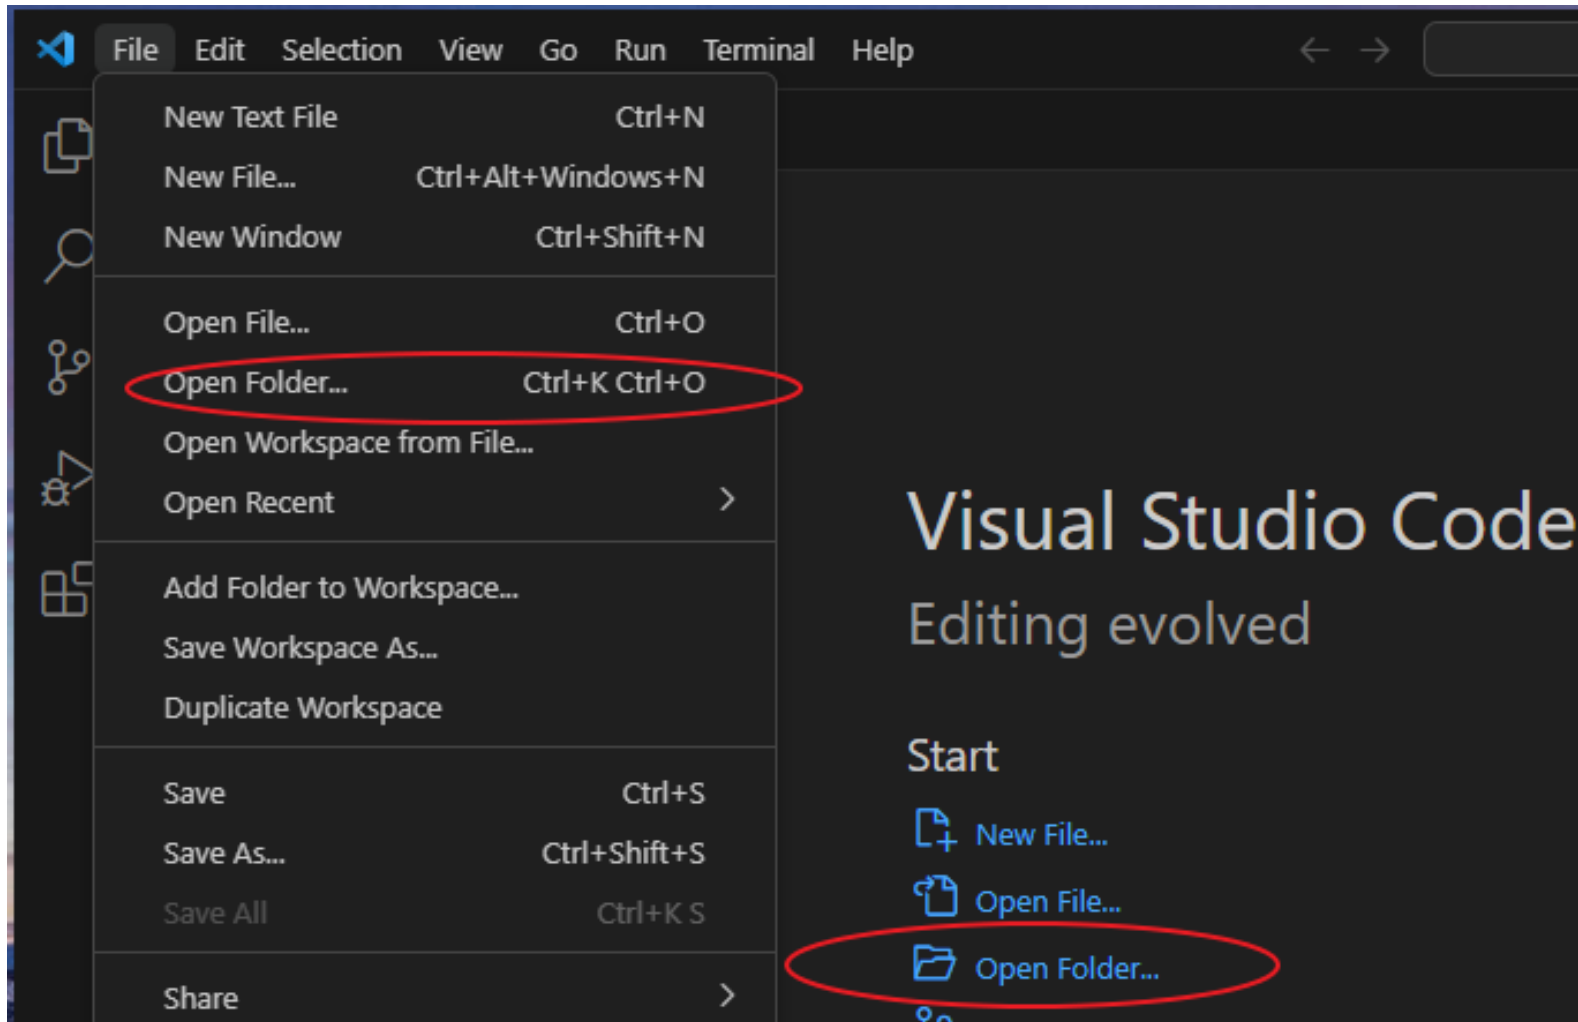 File Edit Selection View Go Run Terminal Help
New Text File Ctrl+N
New File... Ctrl+Alt+Windows+N
New Window Ctrl+Shift+N
Open File... Ctrl+O
Open Folder... Ctrl+K Ctrl+O
Open Workspace from File...
Open Recent
Add Folder to Workspace...
Save Workspace As...
Duplicate Workspace
Save Ctrl+S
Save As... Ctrl+Shift+S
Save All Ctrl+K S
Share
Visual Studio Code
Editing evolved
Start
New File...
Open File...
Open Folder...